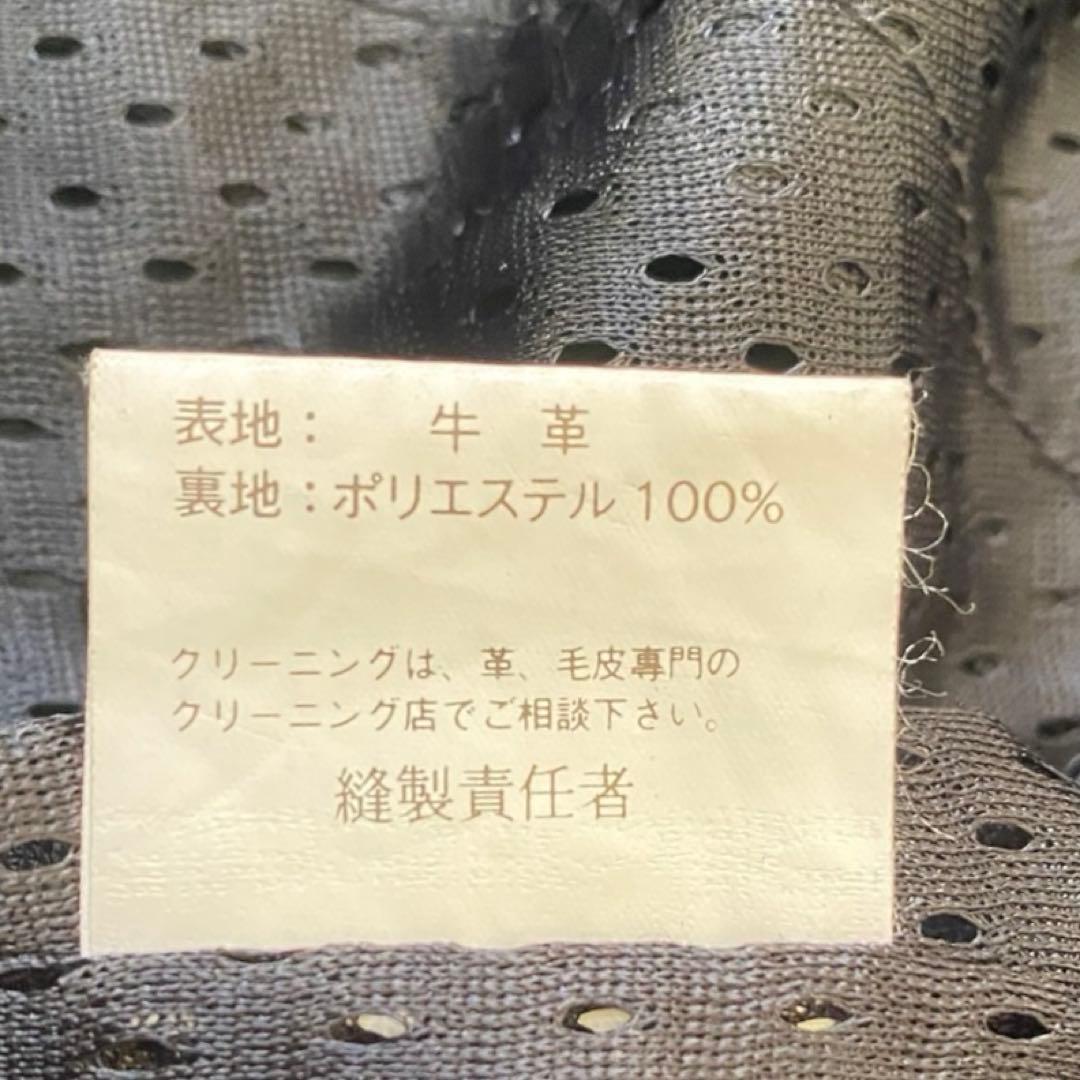 表地： 牛 革
裏地：ポリエステル 100%
クリーニングは、革、毛皮專門の
クリーニング店でご相談下さい。
縫製責任者